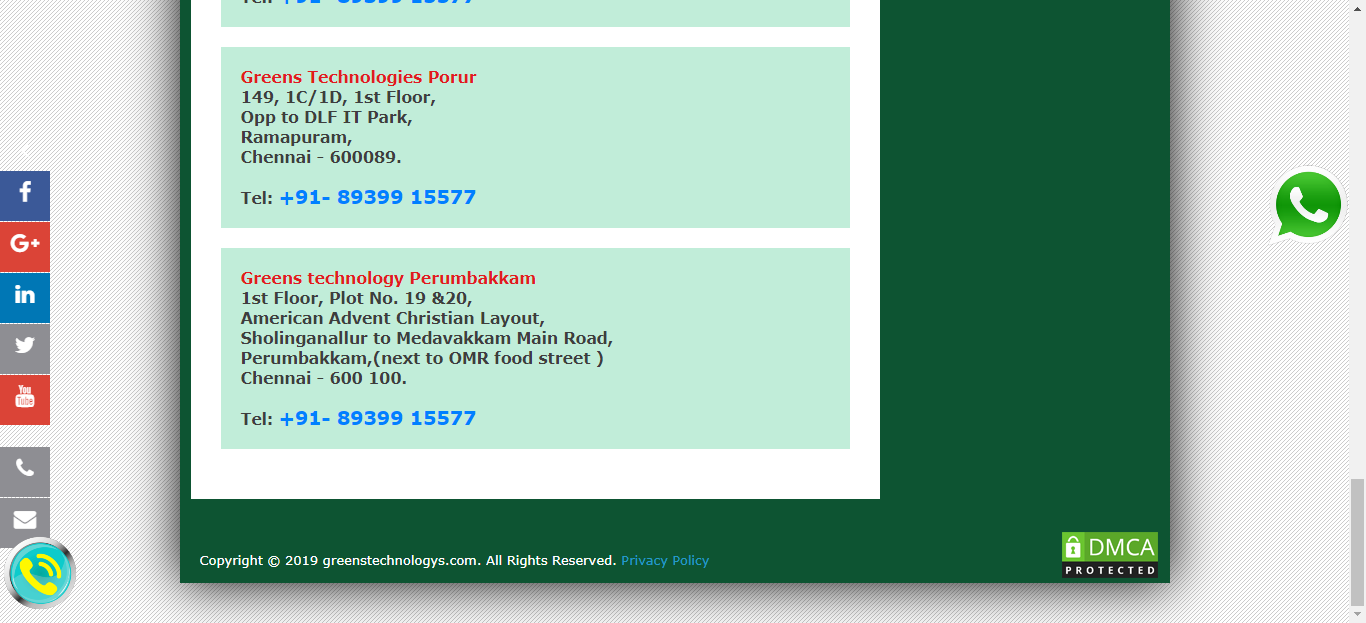 Tel: +91- 89399 15577
Greens Technologies Porur
149, 1C/1D, 1st Floor,
Opp to DLF IT Park,
Ramapuram,
Chennai - 600089.
Tel: +91- 89399 15577
Greens technology Perumbakkam
1st Floor, Plot No. 19 &20,
American Advent Christian Layout,
Sholinganallur to Medavakkam Main Road,
Perumbakkam,(next to OMR food street )
Chennai - 600 100.
Tel: +91- 89399 15577
G+
in
You
Tube
Copyright © 2019 greenstechnologys.com. All Rights Reserved. Privacy Policy
DMCA
PROTECTED